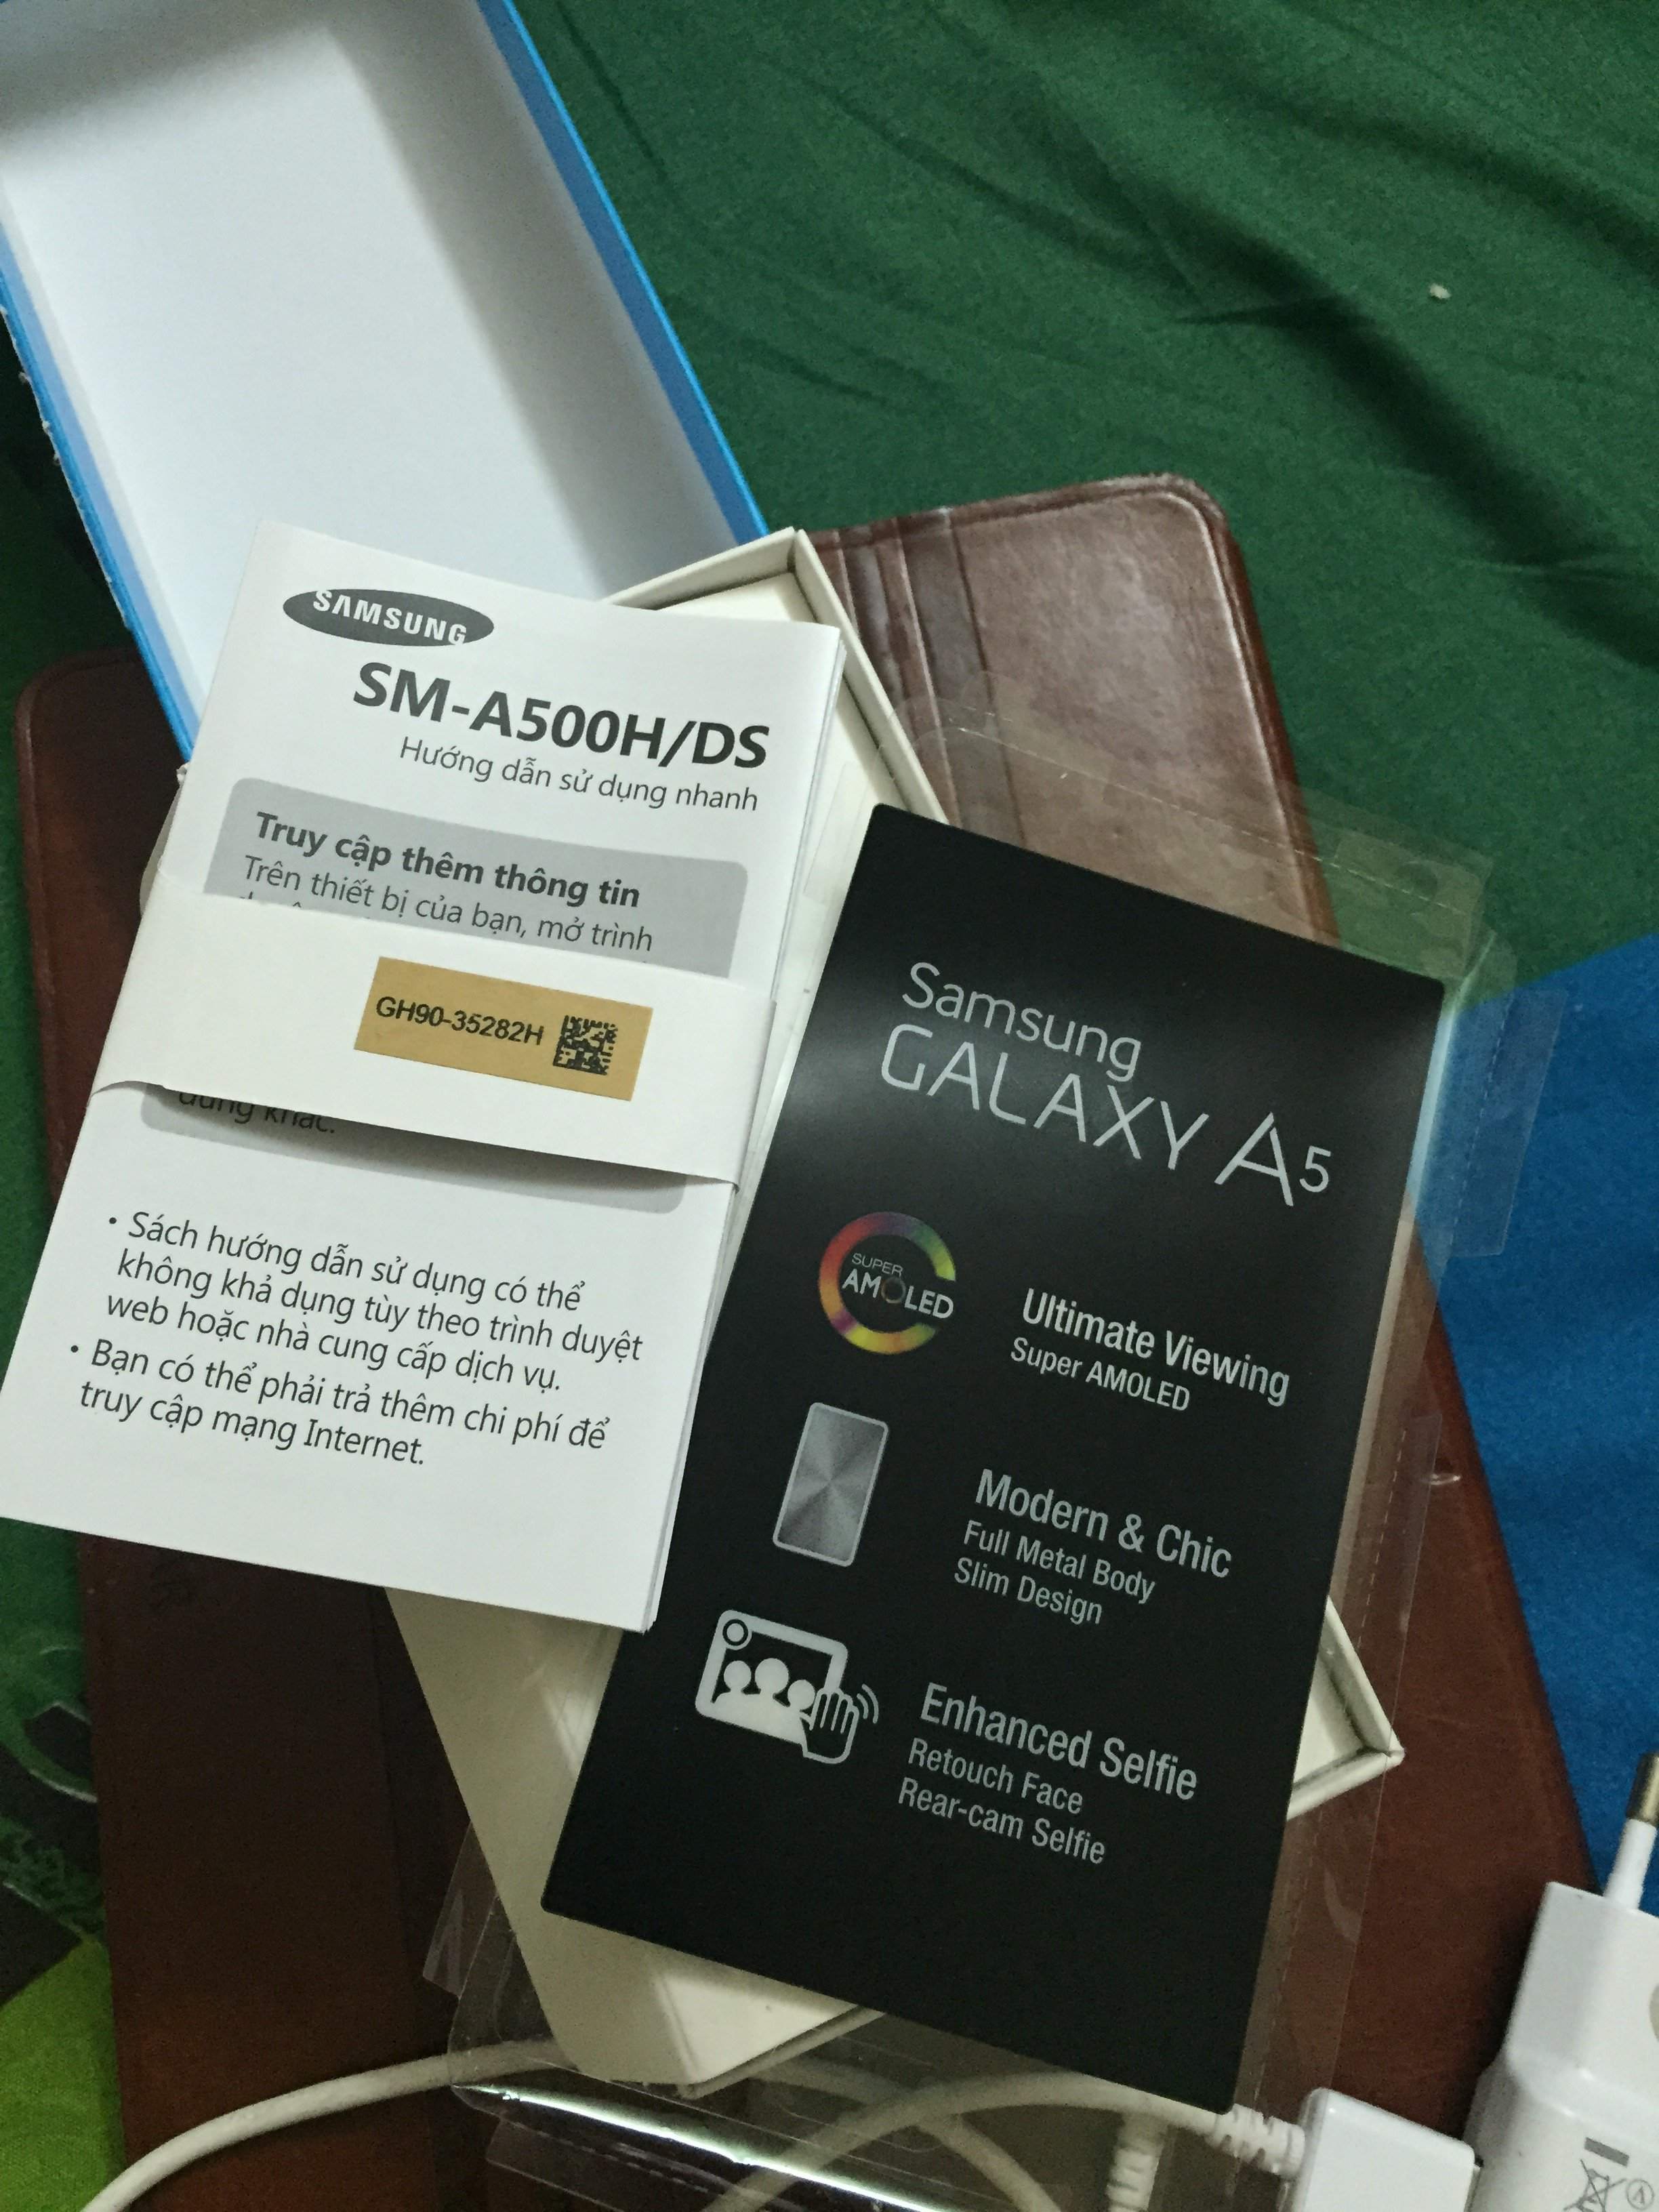 SAMSUNG
SM-A500H/DS
Hướng dẫn sử dụng nhanh
Truy cập thêm thông tin
Trên thiết bị của bạn, mở trình
GH90-35282H
dụng khác.
• Sách hướng dẫn sử dụng có thể
không khả dụng tùy theo trình duyệt
web hoặc nhà cung cấp dịch vụ.
• Bạn có thể phải trả thêm chi phí để
truy cập mạng Internet.
Samsung
GALAXY A5
SUPER
AMOLED
Ultimate Viewing
Super AMOLED
Modern & Chic
Full Metal Body
Slim Design
Enhanced Selfie
Retouch Face
Rear-cam Selfie